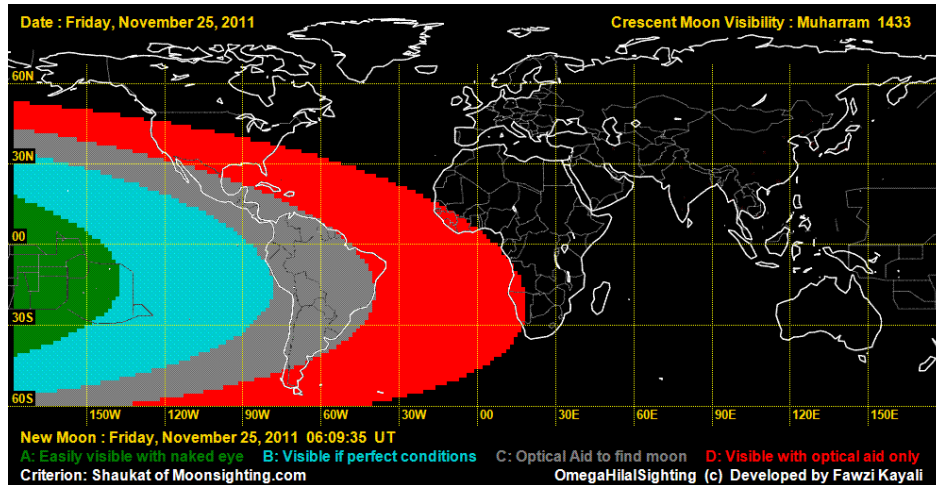 Date : Friday, November 25, 2011 Crescent Moon Visibility : Muharram 1433
60N
30N
00
30S
60S
150W 120W 90W 60W 30W 00 30E 60E 90E 120E 150E
New Moon : Friday, November 25, 2011 06:09:35 UT
A: Easily visible with naked eye B: Visible if perfect conditions C: Optical Aid to find moon D: Visible with optical aid only
Criterion: Shaukat of Moonsighting.com OmegaHilalSighting (c) Developed by Fawzi Kayali